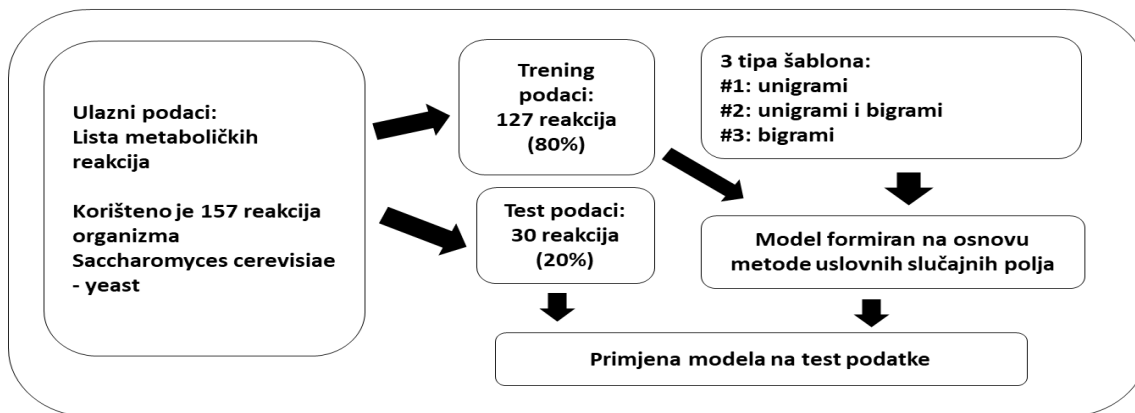 Ulazni podaci:
Lista metaboličkih
reakcija
Korišteno je 157 reakcija
organizma
Saccharomyces cerevisiae
- yeast
Trening
podaci:
127 reakcija
(80%)
Test podaci:
30 reakcija
(20%)
3 tipa šablona:
#1: unigrami
#2: unigrami i bigrami
#3: bigrami
Model formiran na osnovu
metode uslovnih slučajnih polja
Primjena modela na test podatke